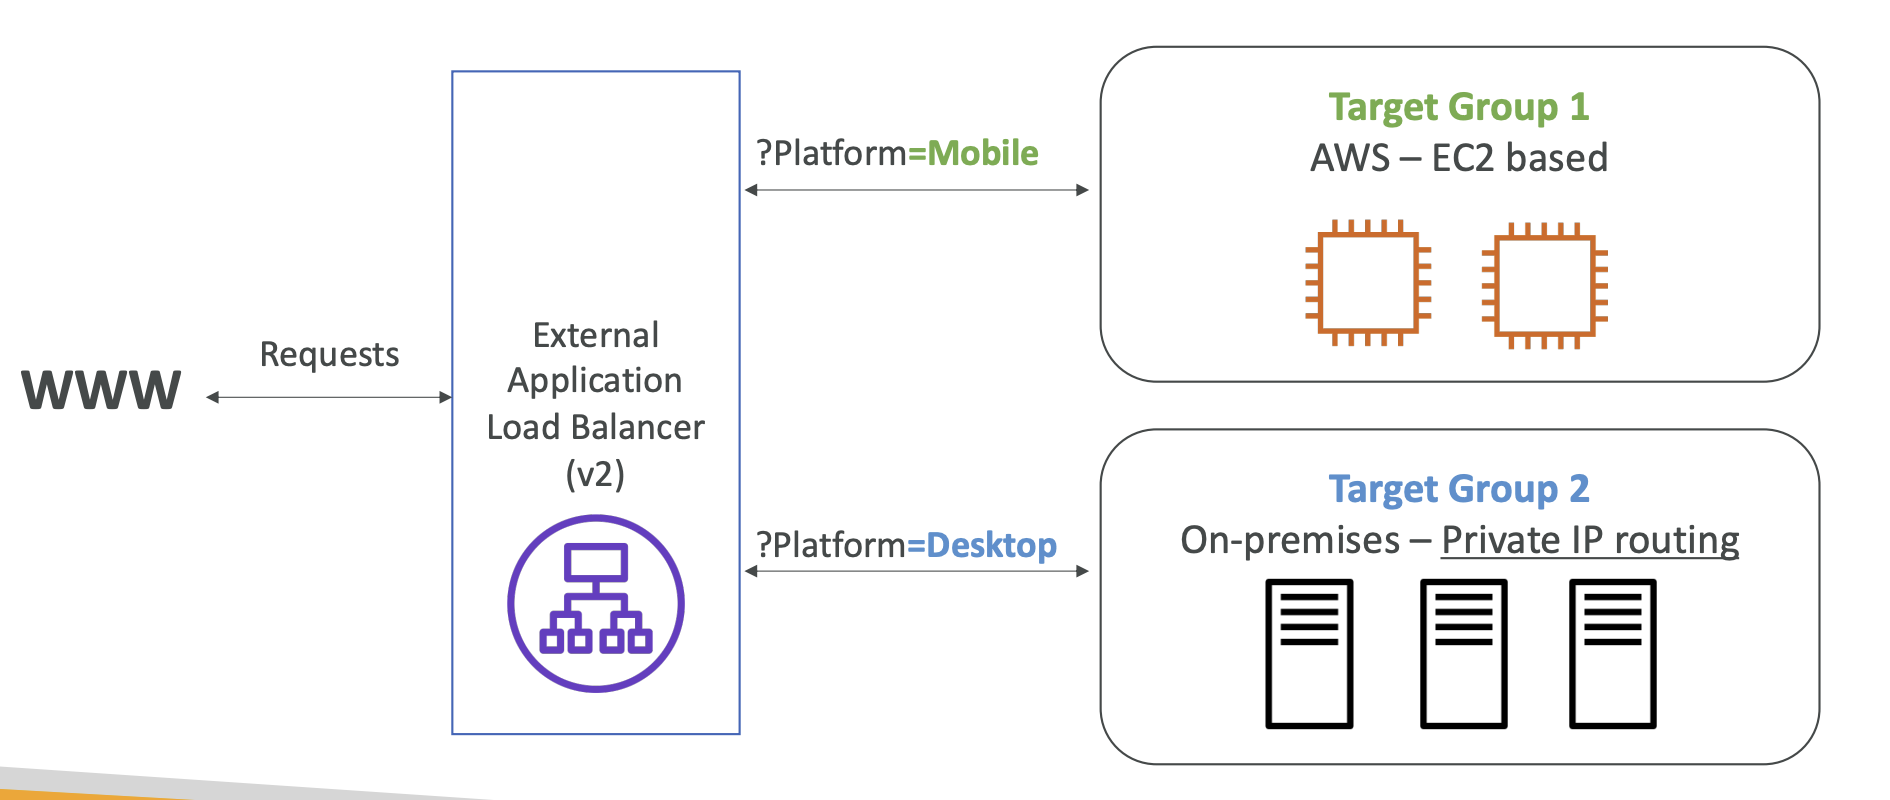 WWW
Requests
External
Application
Load Balancer
(v2)
?Platform=Mobile
Target Group 1
AWS – EC2 based
?Platform=Desktop
Target Group 2
On-premises – Private IP routing